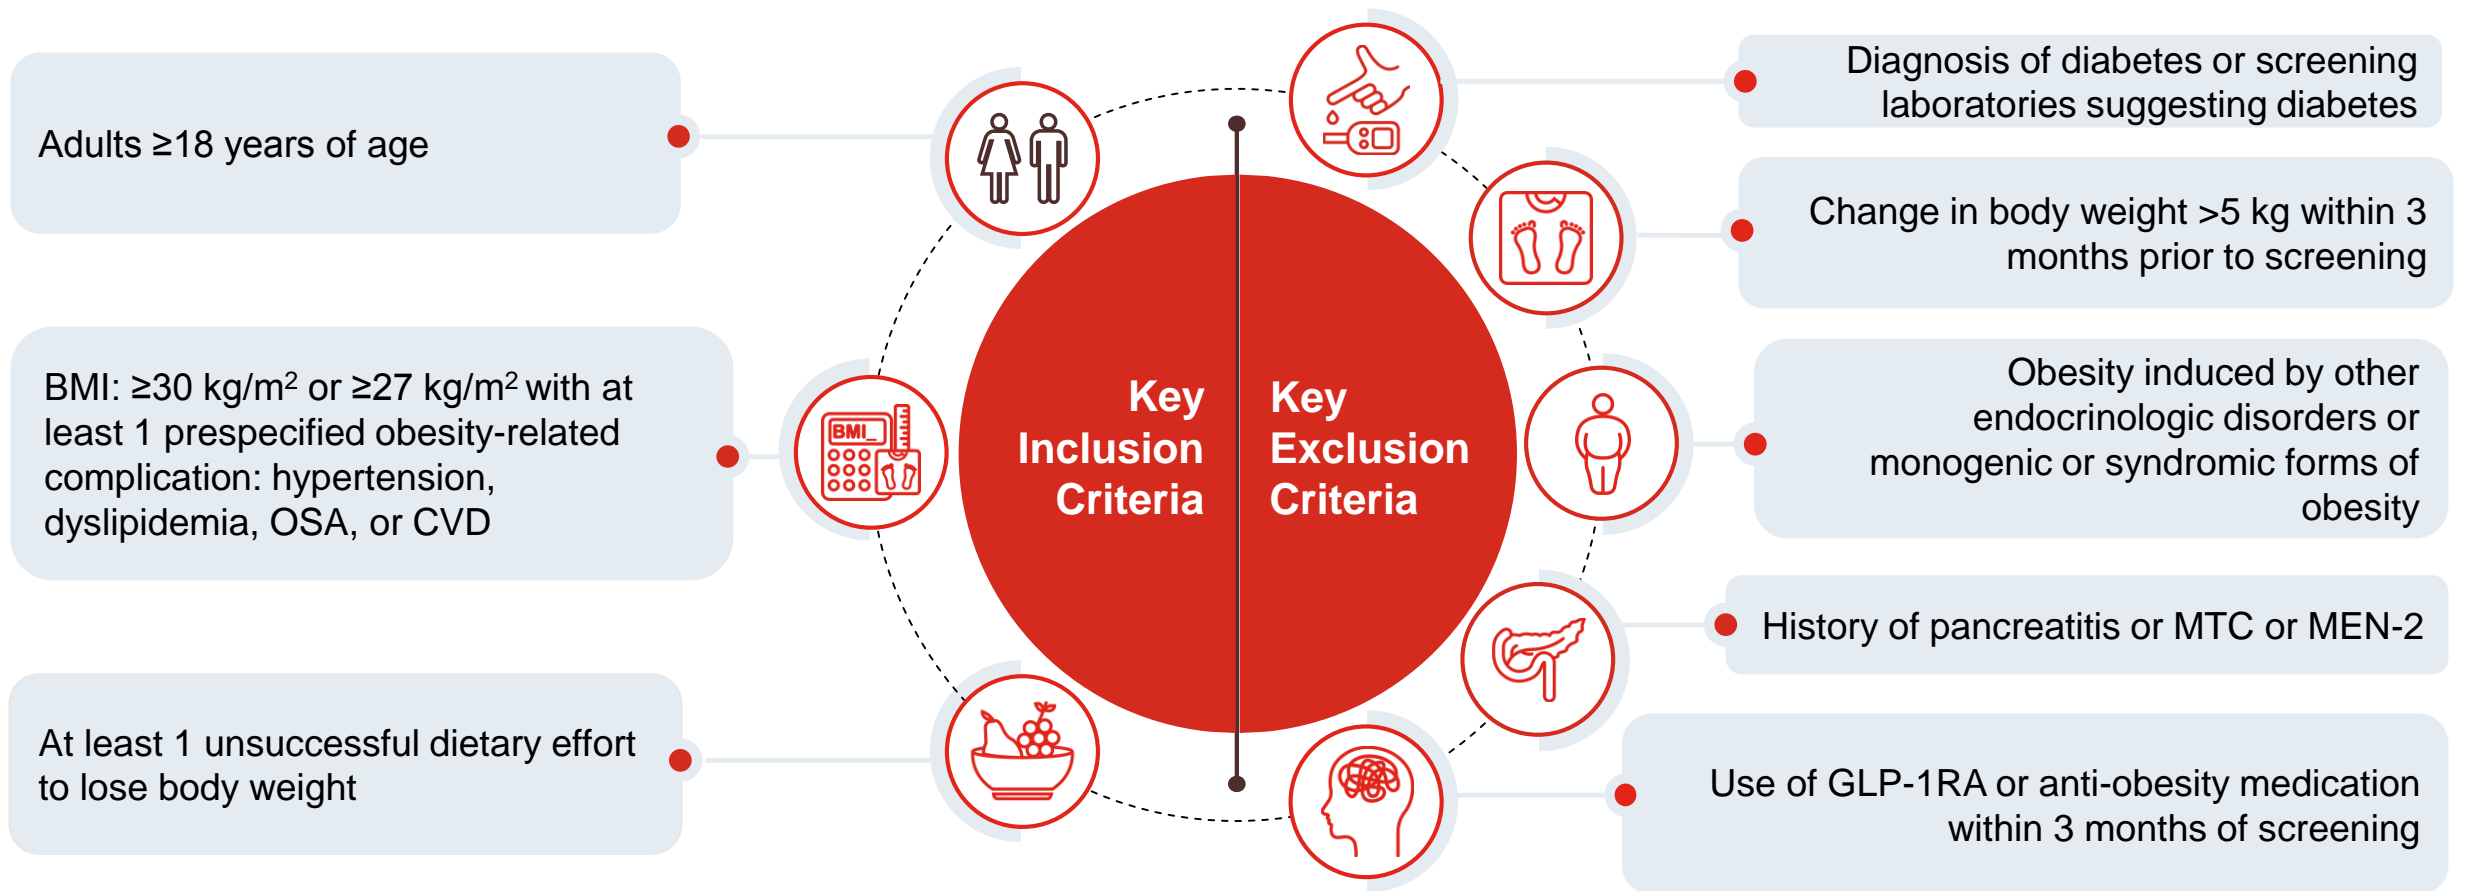 Adults ≥18 years of age
BMI: ≥30 kg/m² or ≥27 kg/m² with at
least 1 prespecified obesity-related
complication: hypertension,
dyslipidemia, OSA, or CVD
At least 1 unsuccessful dietary effort
to lose body weight
BMI_
Key
Inclusion
Criteria
Key
Exclusion
Criteria
Diagnosis of diabetes or screening
laboratories suggesting diabetes
Change in body weight >5 kg within 3
months prior to screening
Obesity induced by other
endocrinologic disorders or
monogenic or syndromic forms of
obesity
History of pancreatitis or MTC or MEN-2
Use of GLP-1RA or anti-obesity medication
within 3 months of screening